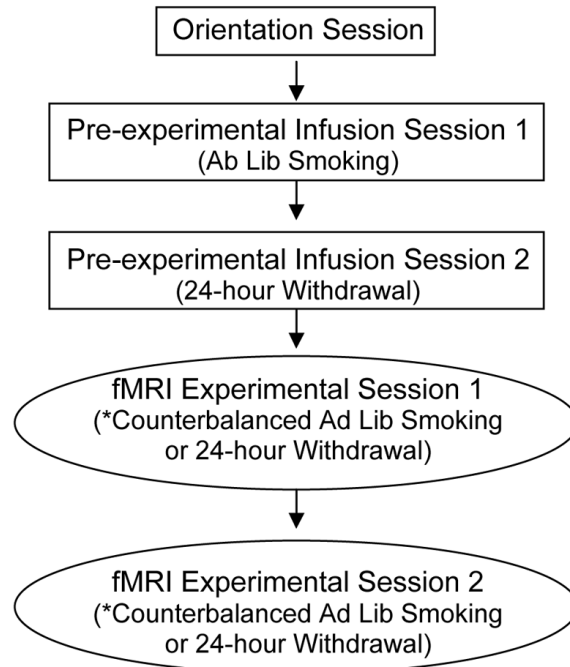 Orientation Session
Pre-experimental Infusion Session 1
(Ab Lib Smoking)
Pre-experimental Infusion Session 2
(24-hour Withdrawal)
fMRI Experimental Session 1
(*Counterbalanced Ad Lib Smoking
or 24-hour Withdrawal)
fMRI Experimental Session 2
(*Counterbalanced Ad Lib Smoking
or 24-hour Withdrawal)